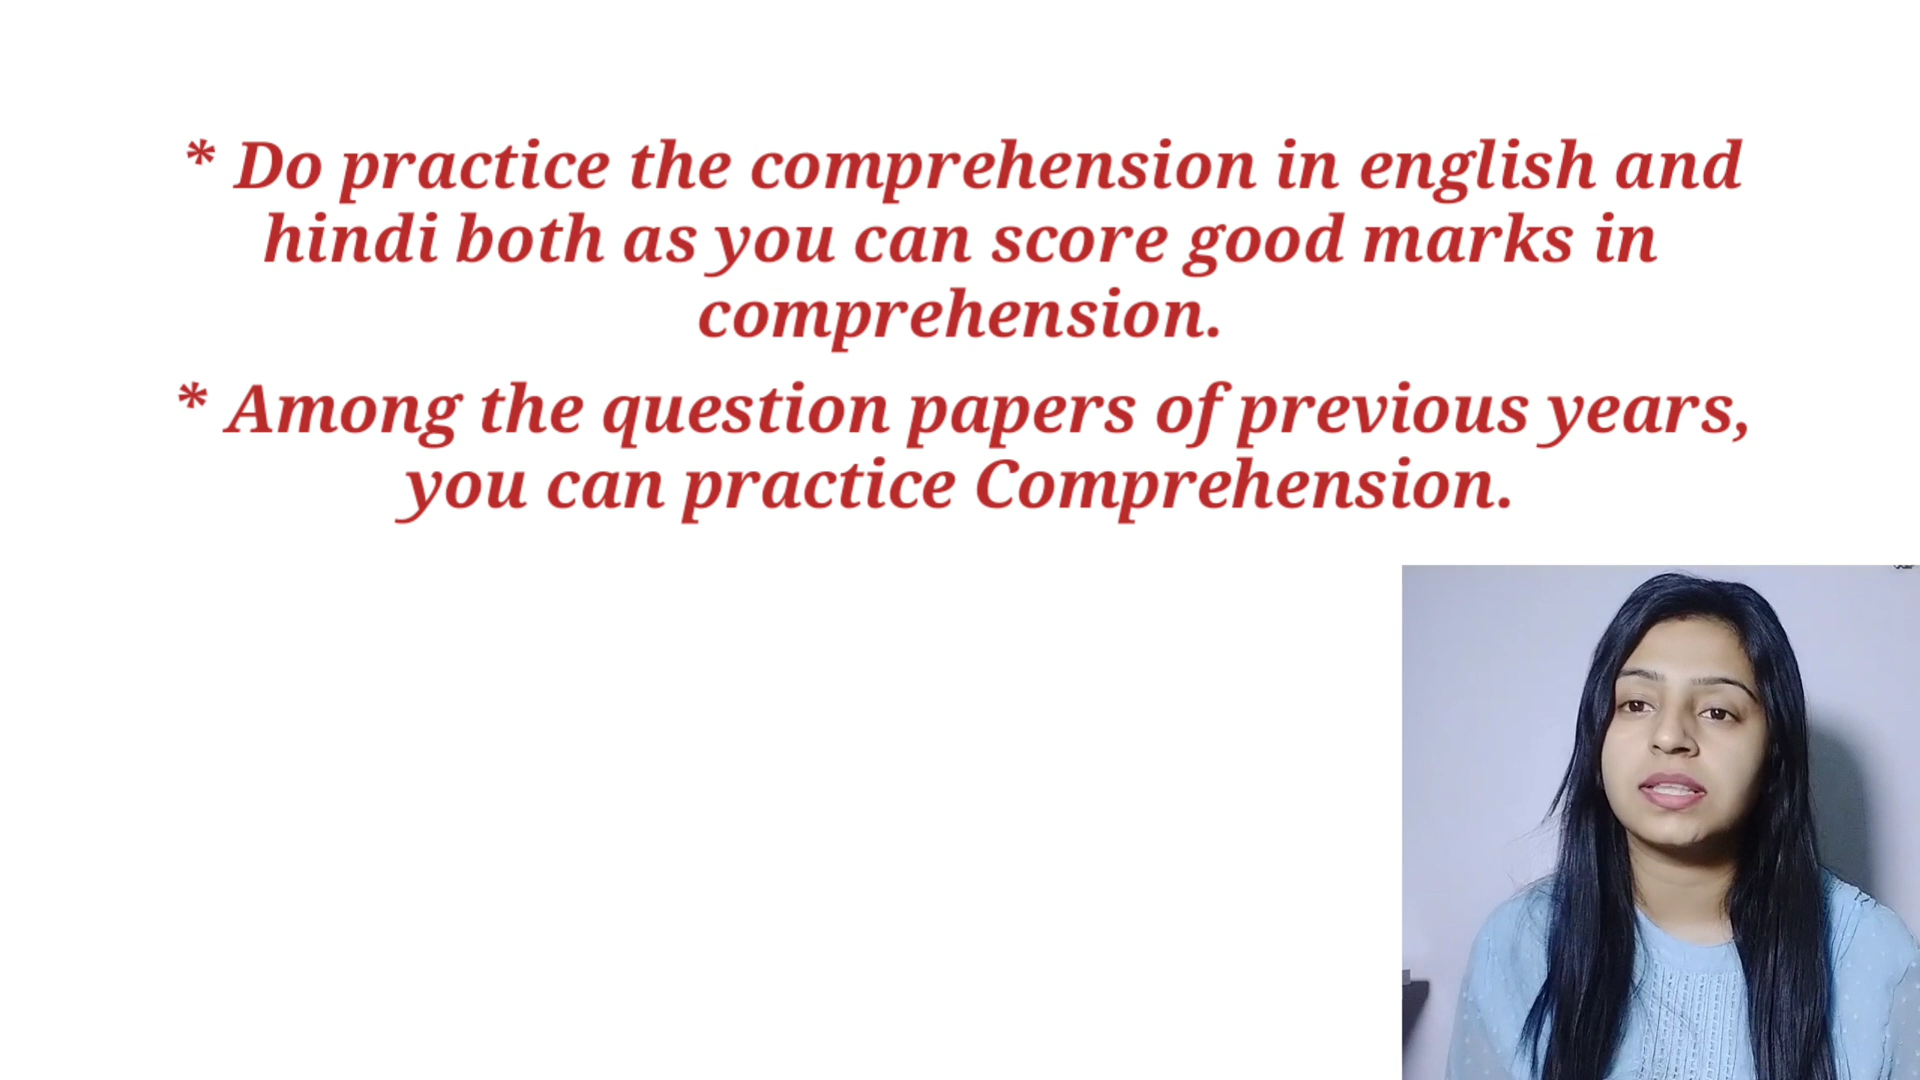 * Do practice the comprehension in english and
hindi both as you can score good marks in
comprehension.
* Among the question papers of previous years,
you can practice Comprehension.